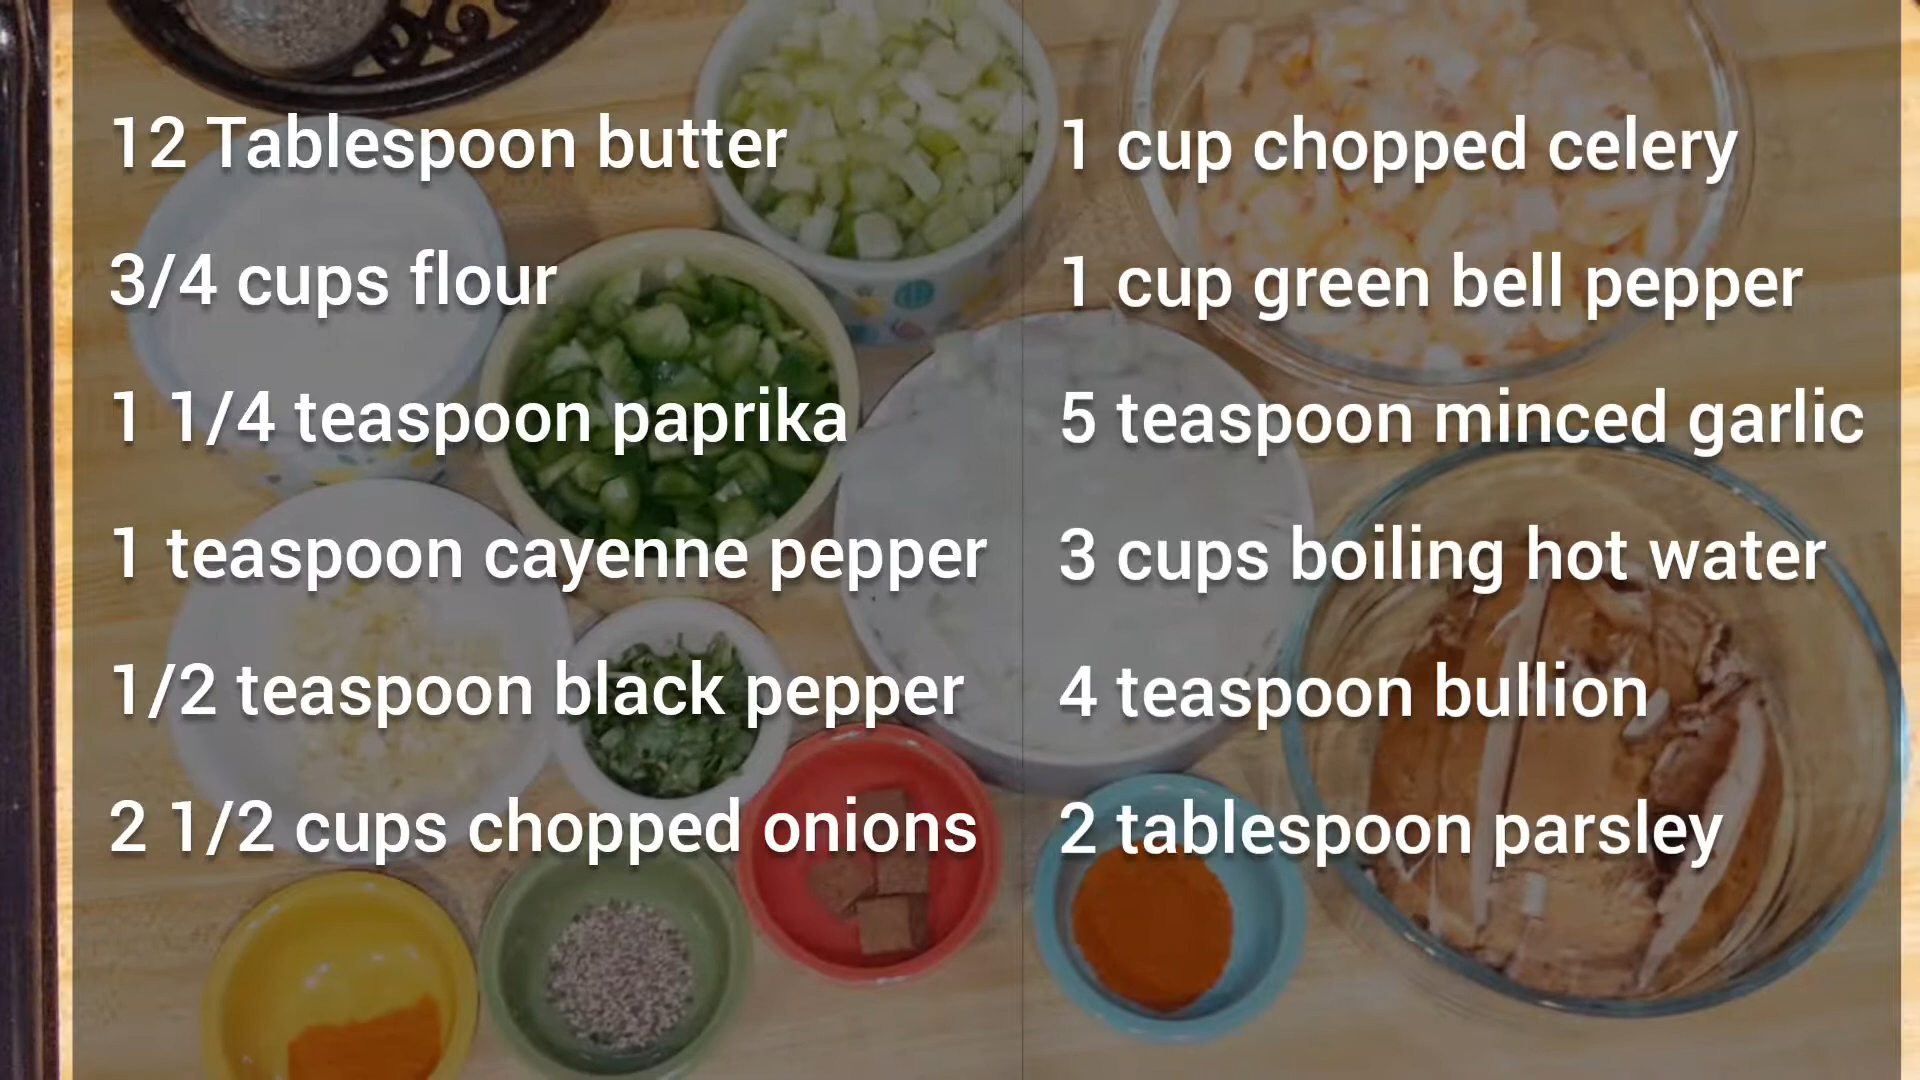 12 Tablespoon butter
3/4 cups flour
1 1/4 teaspoon paprika
1 teaspoon cayenne pepper
1/2 teaspoon black pepper
2 1/2 cups chopped onions
1 cup chopped celery
1 cup green bell pepper
5 teaspoon minced garlic
3 cups boiling hot water
4 teaspoon bullion
2 tablespoon parsley